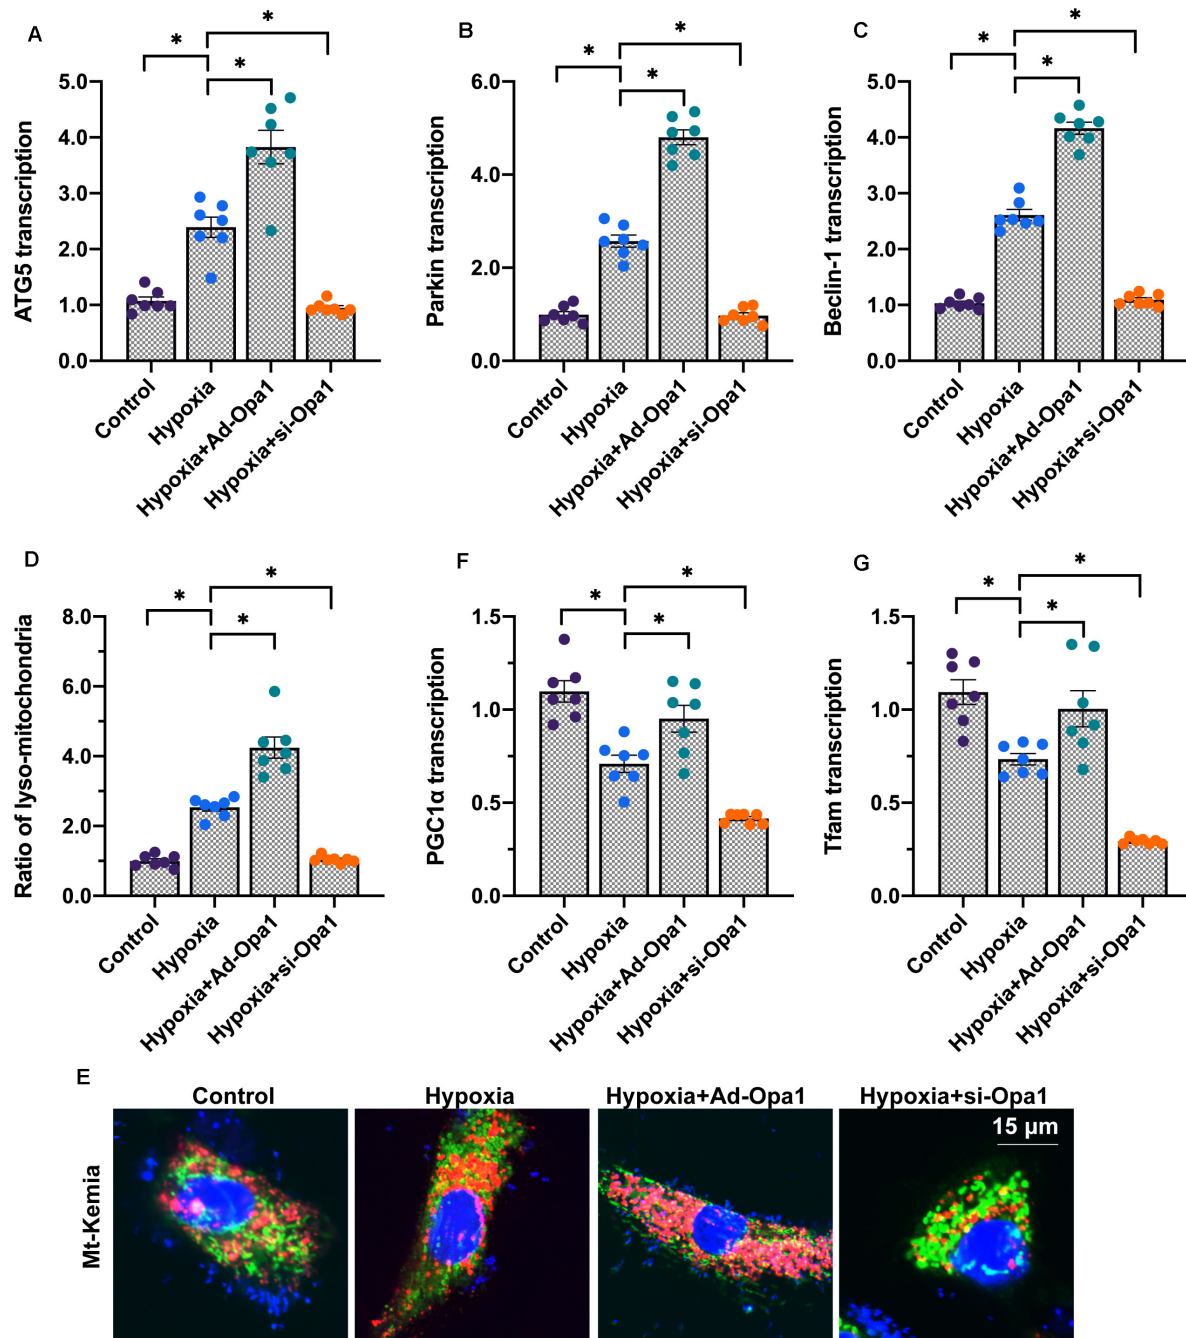 A
*
*
*
ATG5 transcription
5.0
4.0
3.0
2.0
1.0
0.0
Control
Hypoxia
Hypoxia+Ad-Opa1
Hypoxia+si-Opa1
B
*
*
*
Parkin transcription
6.0
4.0
2.0
0.0
Control
Hypoxia
Hypoxia+Ad-Opa1
Hypoxia+si-Opa1
C
*
*
*
Beclin-1 transcription
5.0
4.0
3.0
2.0
1.0
0.0
Control
Hypoxia
Hypoxia+Ad-Opa1
Hypoxia+si-Opa1
D
*
*
*
Ratio of lyso-mitochondria
8.0
6.0
4.0
2.0
0.0
Control
Hypoxia
Hypoxia+Ad-Opa1
Hypoxia+si-Opa1
F
*
*
*
PGC1α transcription
1.5
1.0
0.5
0.0
Control
Hypoxia
Hypoxia+Ad-Opa1
Hypoxia+si-Opa1
G
*
*
*
Tfam transcription
1.5
1.0
0.5
0.0
Control
Hypoxia
Hypoxia+Ad-Opa1
Hypoxia+si-Opa1
E
Control
Hypoxia
Hypoxia+Ad-Opa1
Hypoxia+si-Opa1
Mt-Kemia
15 μm